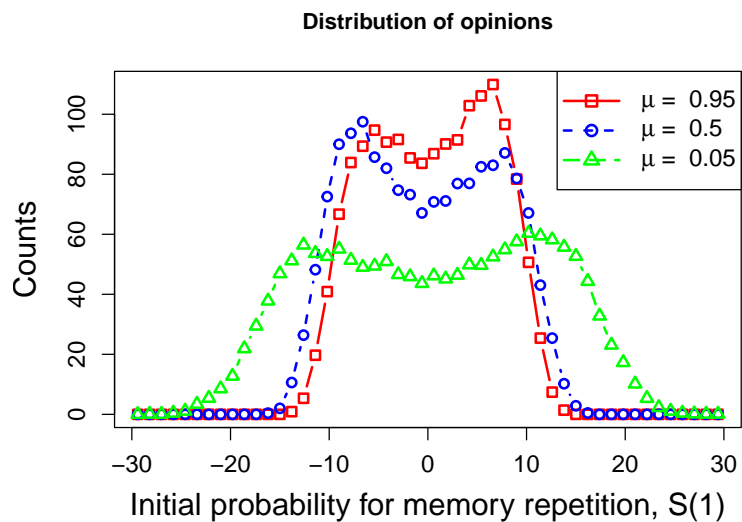 Distribution of opinions
μ = 0.95
μ = 0.5
μ = 0.05
Counts
100
80
60
40
20
0
−30 −20 −10 0 10 20 30
Initial probability for memory repetition, S(1)